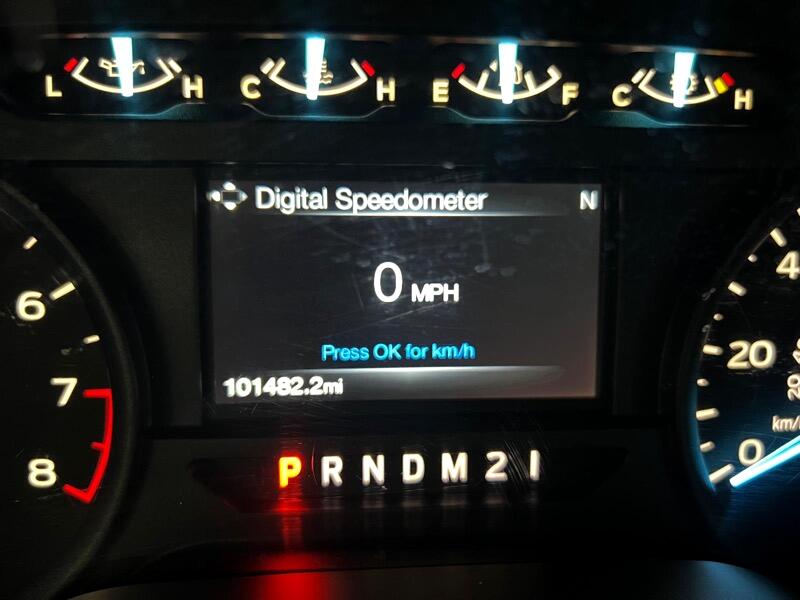 L H C H E F C H
Digital Speedometer N
0 MPH
Press OK for km/h
101482.2mi
P R N D M 2 1
6
7
8
4
20
20
km/
0